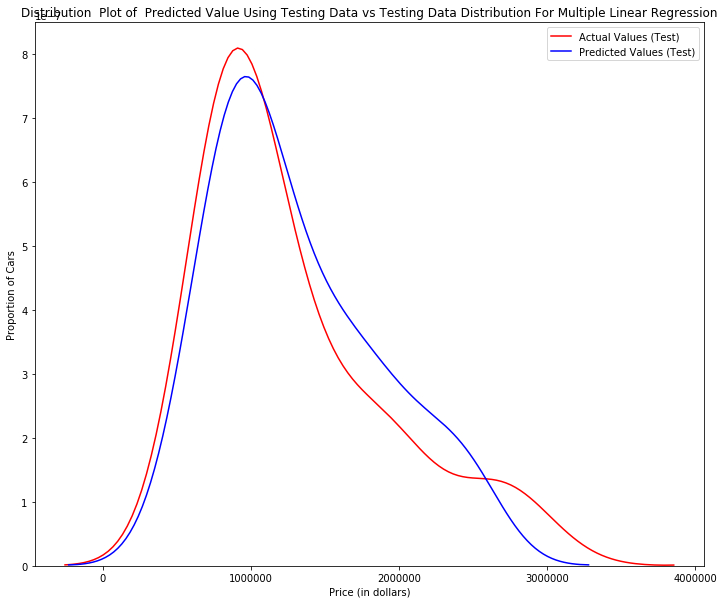 Distribution  Plot of  Predicted Value Using Testing Data vs Testing Data Distribution For Multiple Linear Regression
1e−7
Actual Values (Test)
Predicted Values (Test)
8
7
6
5
4
3
2
1
0
Proportion of Cars
0
1000000
2000000
3000000
4000000
Price (in dollars)